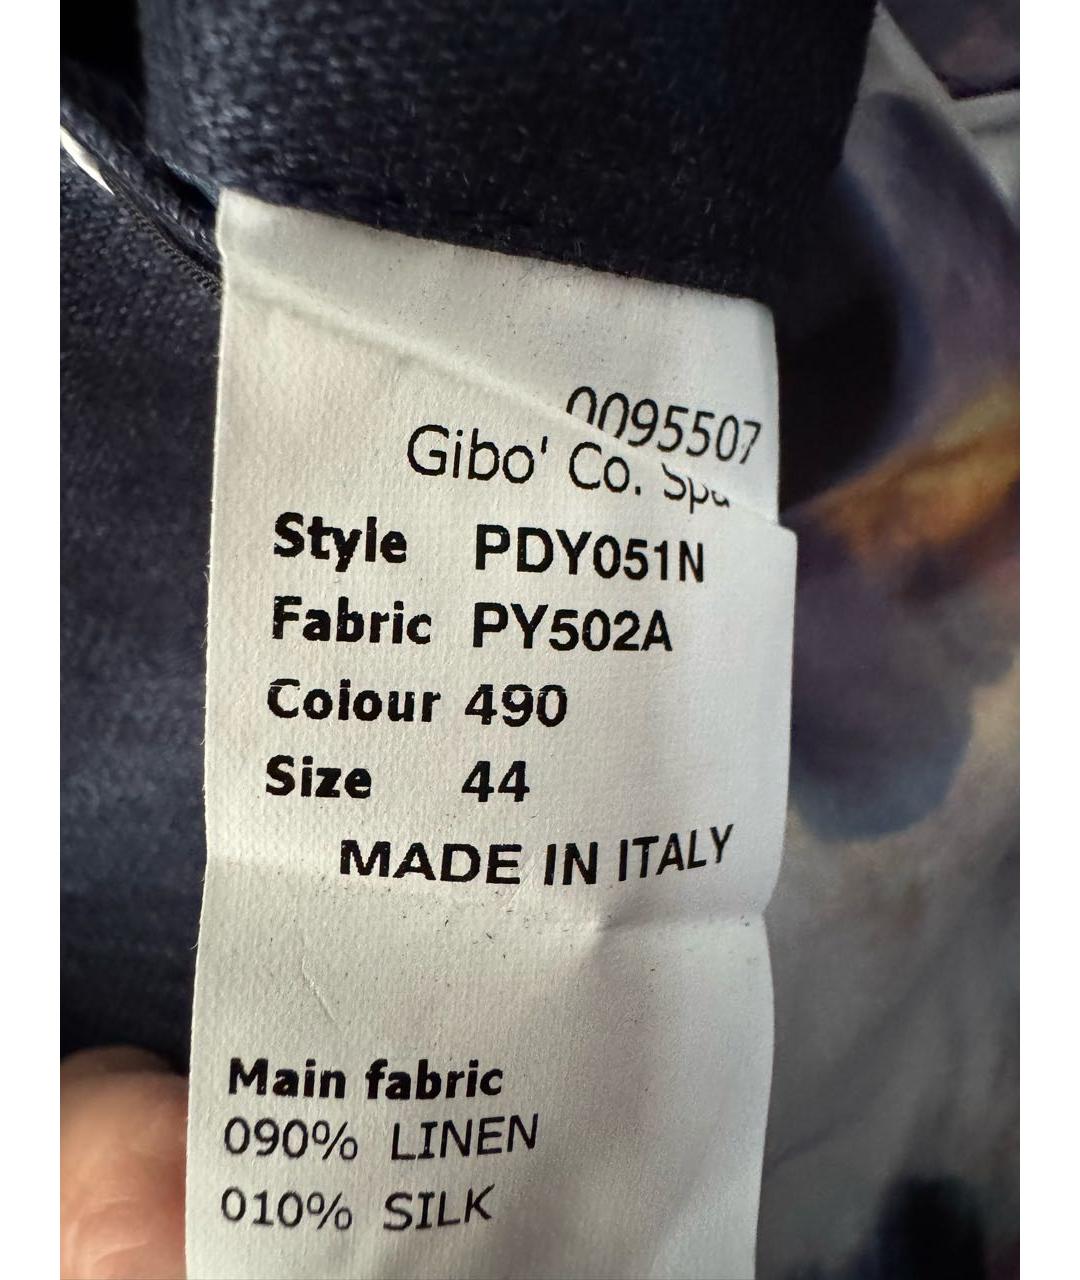 0095507
Gibo' Co. Spa
Style PDY051N
Fabric PY502A
Colour 490
Size 44
MADE IN ITALY
Main fabric
090% LINEN
010% SILK